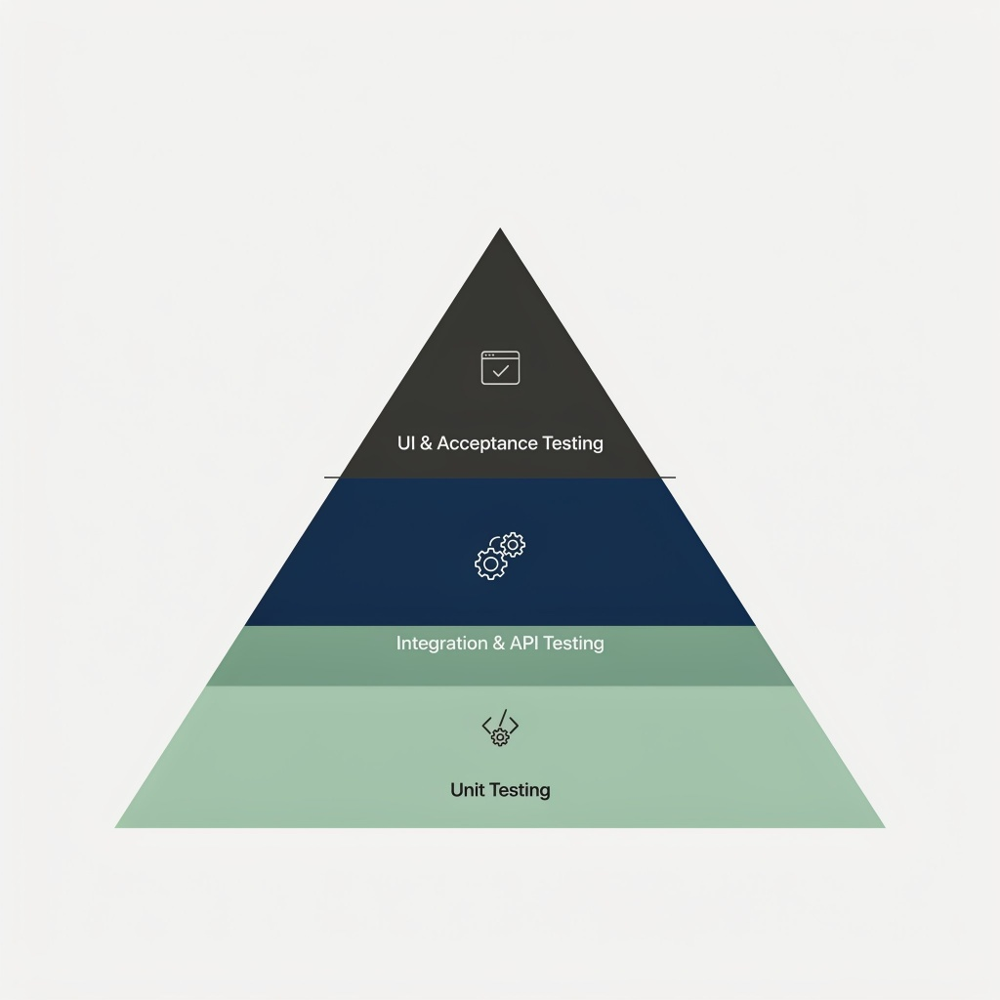 UI & Acceptance Testing
Integration & API Testing
Unit Testing